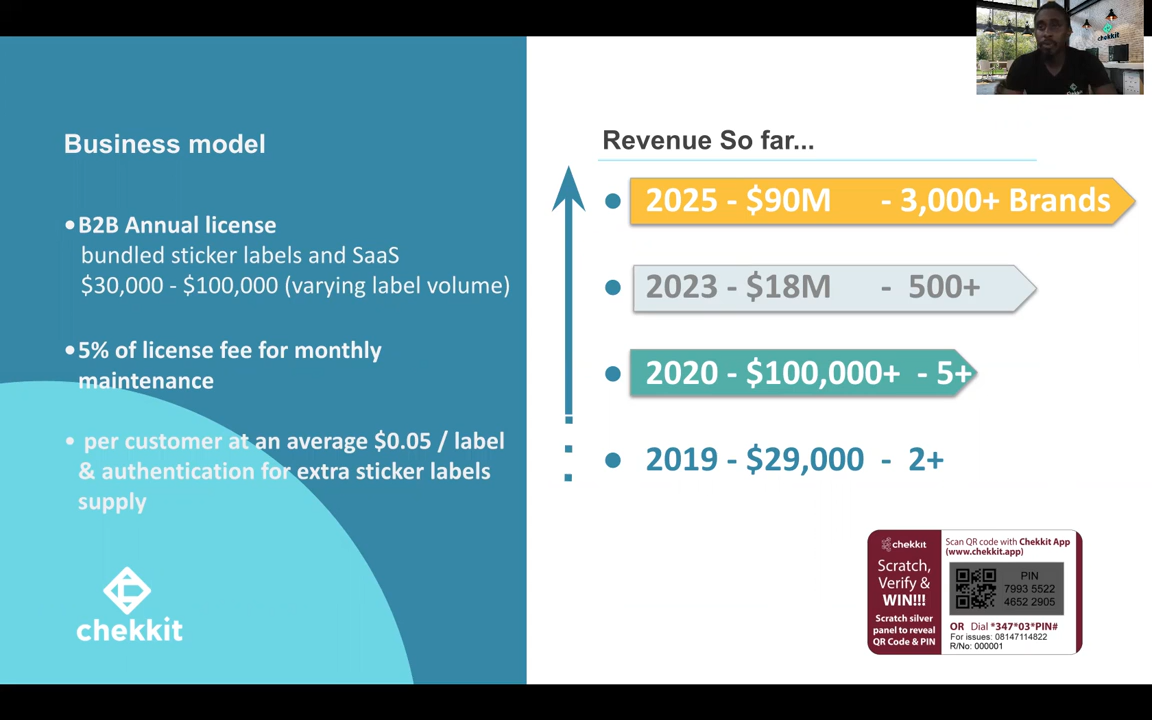 chekkit
Business model
•B2B Annual license
bundled sticker labels and SaaS
$30,000 - $100,000 (varying label volume)
•5% of license fee for monthly
maintenance
• per customer at an average $0.05 / label
& authentication for extra sticker labels
supply
chekkit
Revenue So far...
• 2025 - $90M - 3,000+ Brands
• 2023 - $18M - 500+
• 2020 - $100,000+ - 5+
• 2019 - $29,000 - 2+
chekkit
Scratch,
Verify &
WIN!!!
Scratch silver
panel to reveal
QR Code & PIN
Scan QR code with Chekkit App
(www.chekkit.app)
PIN
7993 5522
4652 2905
OR Dial *347*03*PIN#
For issues: 08147114822
R/No: 000001